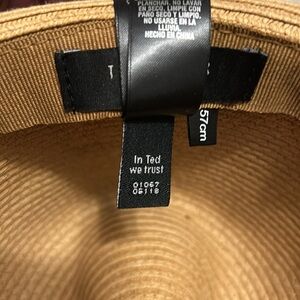 PLANCHAR. NO LAVAR
EN SECO, LIMPIE CON
PAÑO SECO Y LIMPIO.
NO USARSE EN LA
LLUVIA.
HECHO EN CHINA
T
57cm
In Ted
we trust
01067
05118